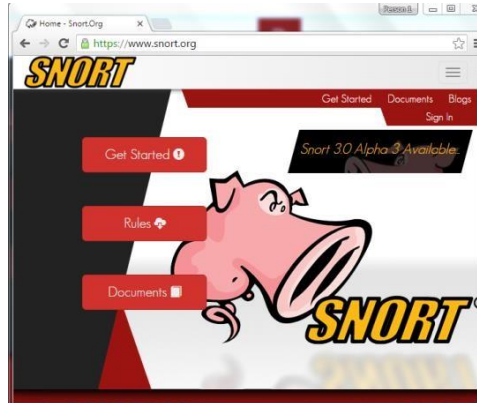 Home - Snort.Org
https://www.snort.org
SNORT
Get Started Documents Blogs
Sign In
Get Started
Snort 3.0 Alpha 3 Available...
Rules
Documents
SNORT